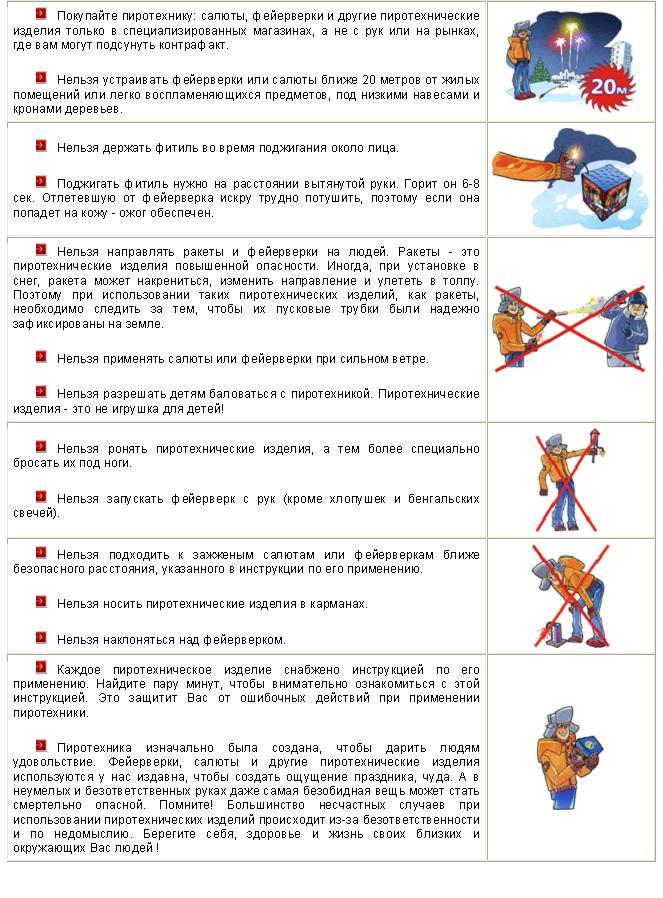 Покупайте пиротехнику: салюты, фейерверки и другие пиротехнические
изделия только в специализированных магазинах, а не с рук или на рынках,
где вам могут подсунуть контрафакт.
Нельзя устраивать фейерверки или салюты ближе 20 метров от жилых
помещений или легко воспламеняющихся предметов, под низкими навесами и
кронами деревьев.
20м
Нельзя держать фитиль во время поджигания около лица.
Поджигать фитиль нужно на расстоянии вытянутой руки. Горит он 6-8
сек. Отлетевшую от фейерверка искру трудно потушить, поэтому если она
попадет на кожу - ожог обеспечен.
Нельзя направлять ракеты и фейерверки на людей. Ракеты - это
пиротехнические изделия повышенной опасности. Иногда, при установке в
снег, ракета может накрениться, изменить направление и улететь в толпу.
Поэтому при использовании таких пиротехнических изделий, как ракеты,
необходимо следить за тем, чтобы их пусковые трубки были надежно
зафиксированы на земле.
Нельзя применять салюты или фейерверки при сильном ветре.
Нельзя разрешать детям баловаться с пиротехникой. Пиротехнические
изделия - это не игрушка для детей!
Нельзя ронять пиротехнические изделия, а тем более специально
бросать их под ноги.
Нельзя запускать фейерверк с рук (кроме хлопушек и бенгальских
свечей).
Нельзя подходить к зажженым салютам или фейерверкам ближе
безопасного расстояния, указанного в инструкции по его применению.
Нельзя носить пиротехнические изделия в карманах.
Нельзя наклоняться над фейерверком.
Каждое пиротехническое изделие снабжено инструкцией по его
применению. Найдите пару минут, чтобы внимательно ознакомиться с этой
инструкцией. Это защитит Вас от ошибочных действий при применении
пиротехники.
Пиротехника изначально была создана, чтобы дарить людям
удовольствие. Фейерверки, салюты и другие пиротехнические изделия
используются у нас издавна, чтобы создать ощущение праздника, чуда. А в
неумелых и безответственных руках даже самая безобидная вещь может стать
смертельно опасной. Помните! Большинство несчастных случаев при
использовании пиротехнических изделий происходит из-за безответственности
и по недомыслию. Берегите себя, здоровье и жизнь своих близких и
окружающих Вас людей !